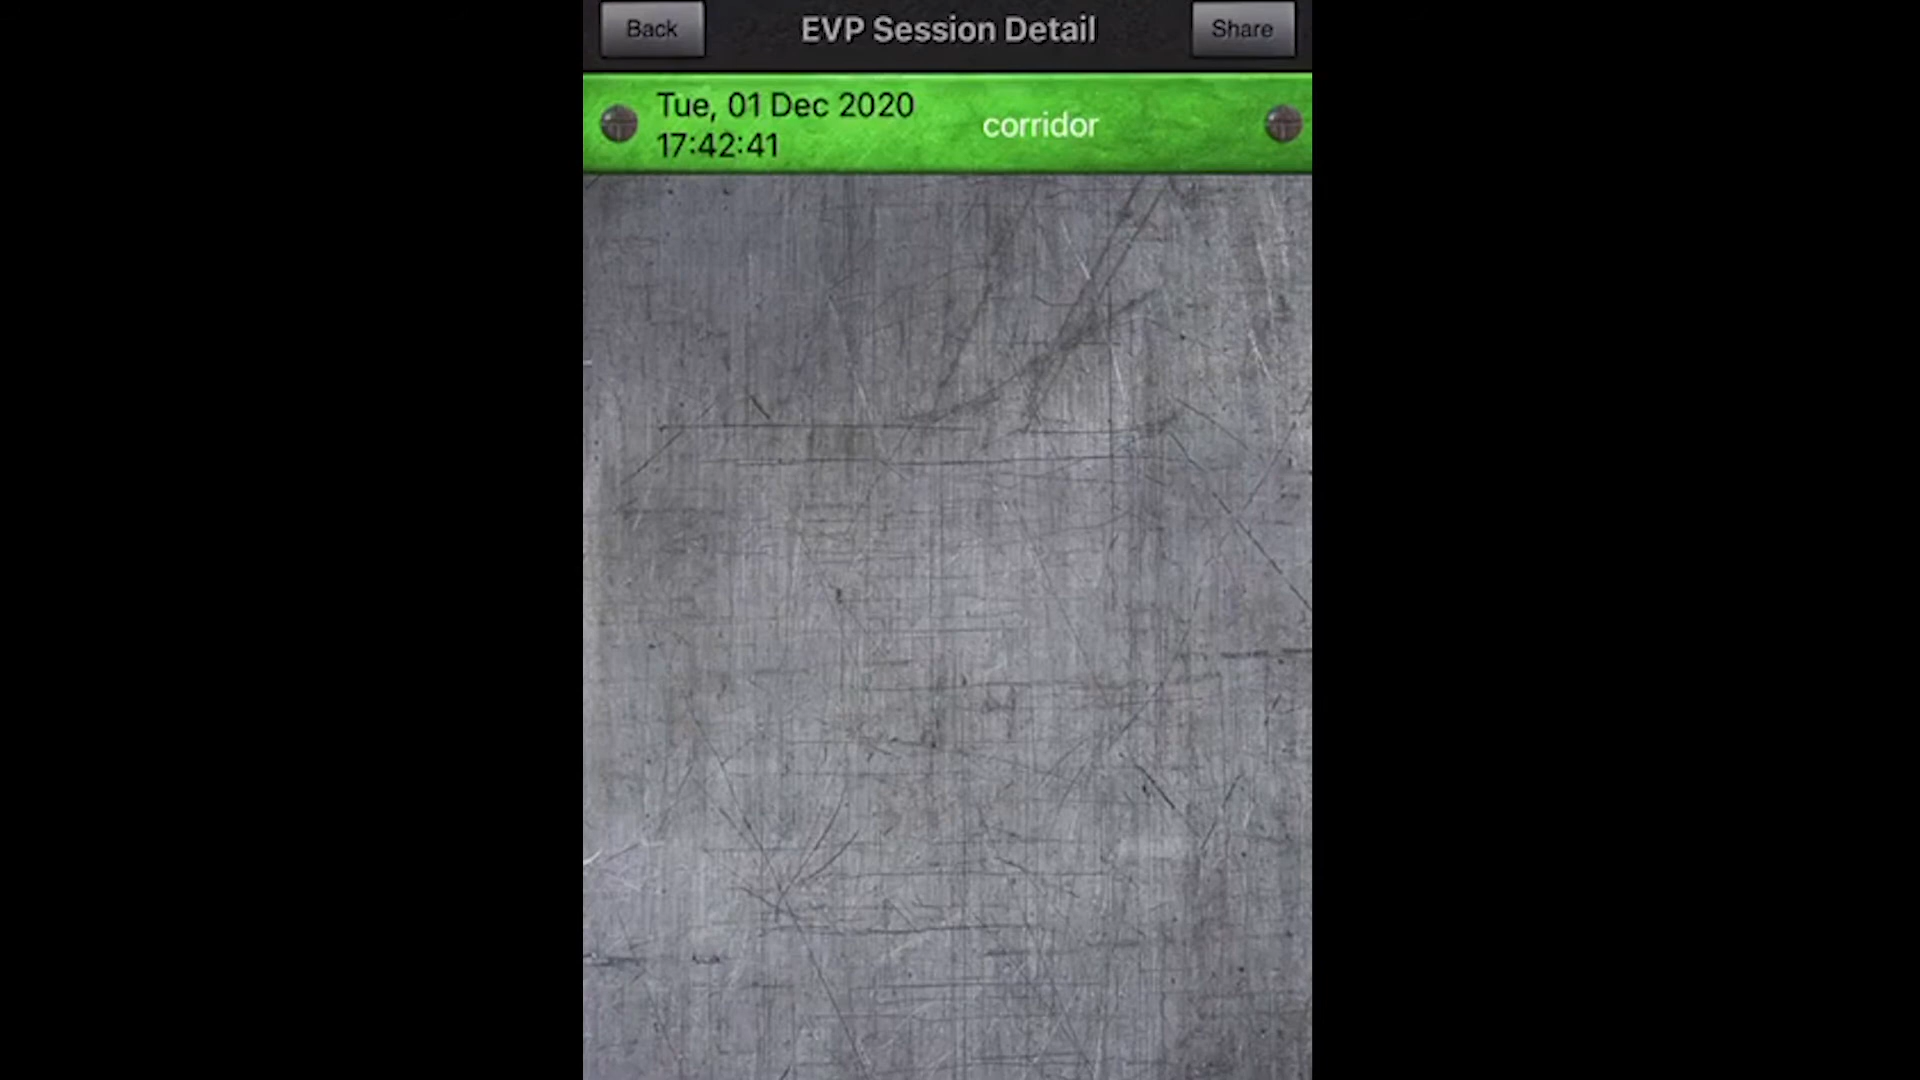 Back
EVP Session Detail
Share
Tue, 01 Dec 2020
17:42:41
corridor